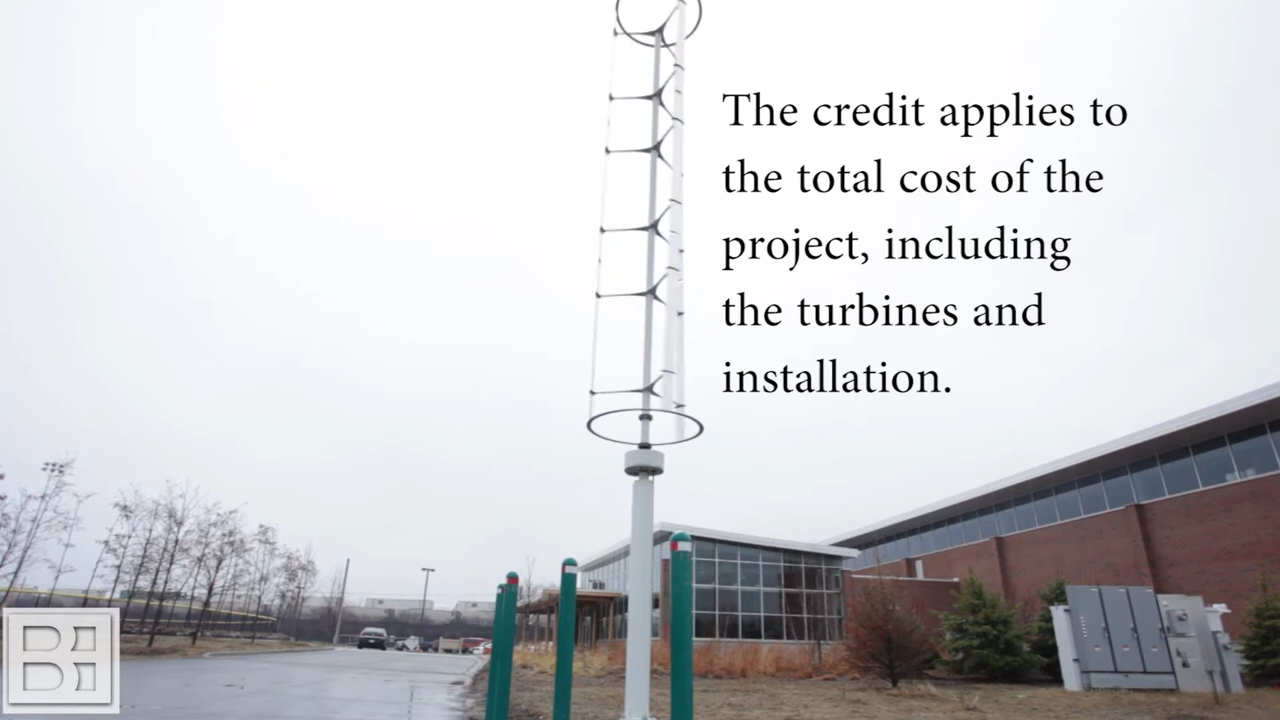 The credit applies to
the total cost of the
project, including
the turbines and
installation.